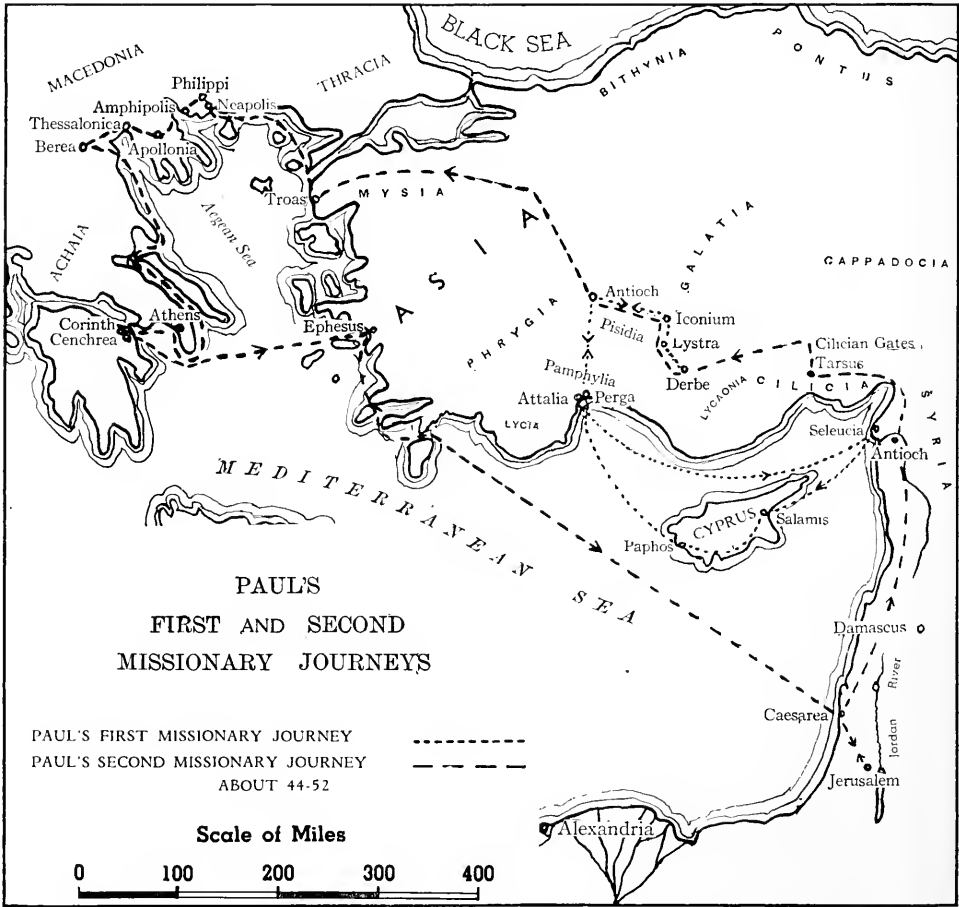 BLACK SEA
PONTUS
BITHYNIA
MACEDONIA
THRACIA
Philippi
Amphipolis
Neapolis
Thessalonica
Berea
Apollonia
Troas
MYSIA
Aegean Sea
ASIA
GALATIA
CAPPADOCIA
ACHAIA
Antioch
Iconium
Pisidia
Lystra
PHRYGIA
Athens
Corinth
Cenchrea
Ephesus
Cilician Gates
Tarsus
Derbe
Pamphylia
LYCAONIA
CILICIA
Attalia
Perga
LYCIA
SYRIA
Seleucia
Antioch
MEDITERRANEAN SEA
CYPRUS
Salamis
Paphos
PAUL'S
FIRST AND SECOND
MISSIONARY JOURNEYS
Damascus
River
Jordan
Caesarea
Jerusalem
PAUL'S FIRST MISSIONARY JOURNEY
PAUL'S SECOND MISSIONARY JOURNEY
ABOUT 44-52
Alexandria
Scale of Miles
0 100 200 300 400